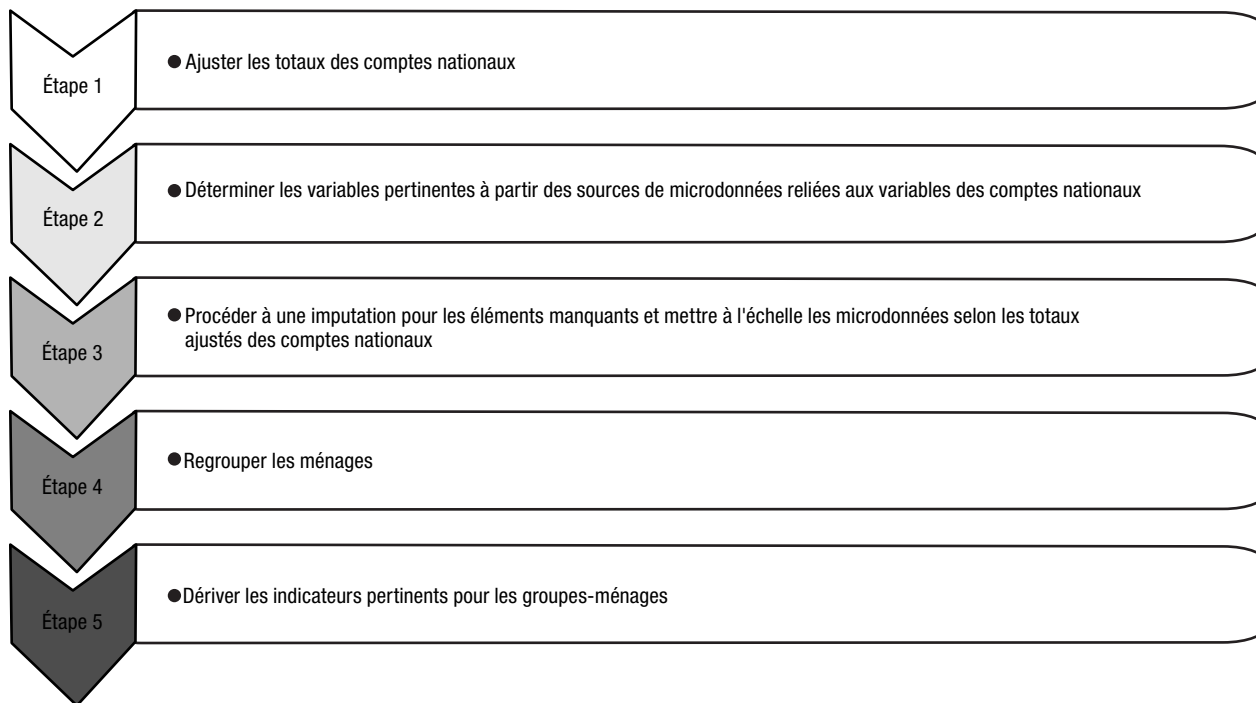 Étape 1
● Ajuster les totaux des comptes nationaux
Étape 2
● Déterminer les variables pertinentes à partir des sources de microdonnées reliées aux variables des comptes nationaux
Étape 3
● Procéder à une imputation pour les éléments manquants et mettre à l'échelle les microdonnées selon les totaux
ajustés des comptes nationaux
Étape 4
● Regrouper les ménages
Étape 5
● Dériver les indicateurs pertinents pour les groupes-ménages